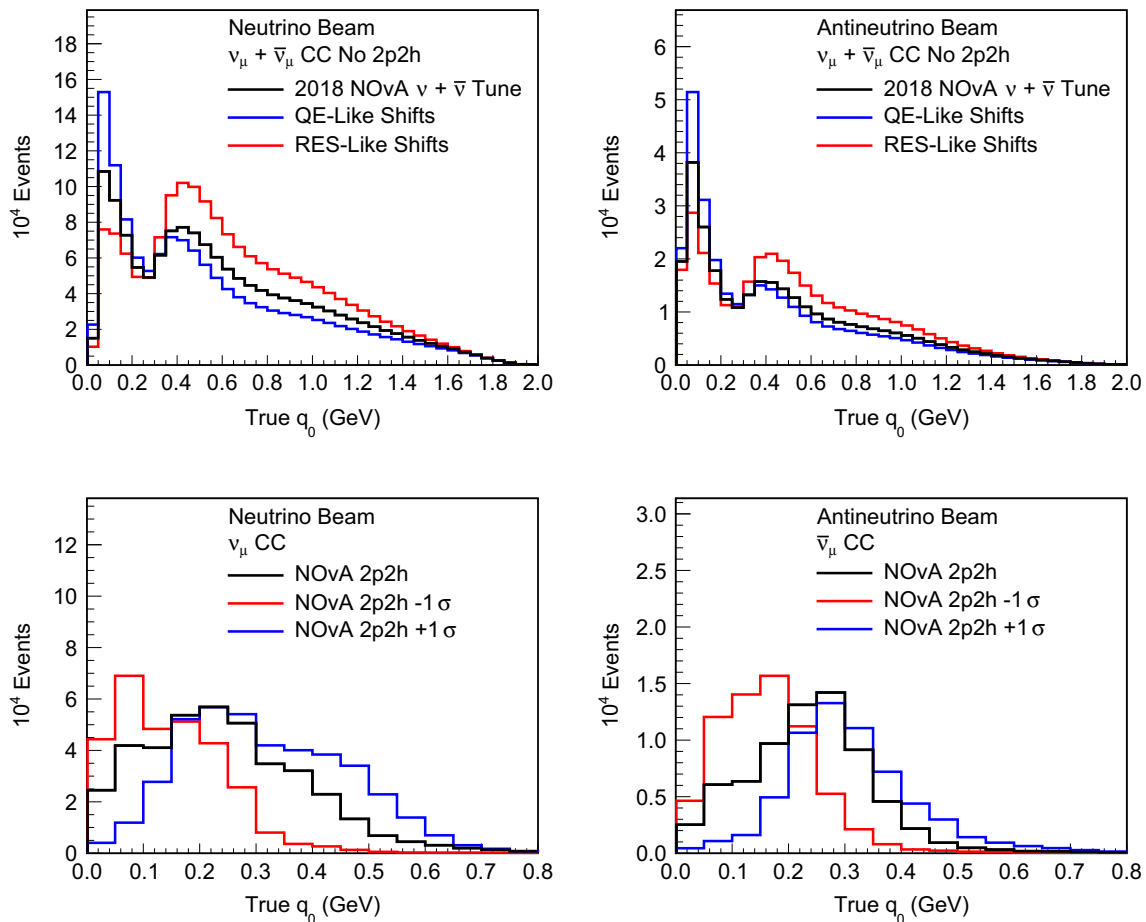 Neutrino Beam
ν_μ + ν̄_μ CC No 2p2h
2018 NOvA ν + ν̄ Tune
QE-Like Shifts
RES-Like Shifts
10⁴ Events
18
16
14
12
10
8
6
4
2
0
0.0 0.2 0.4 0.6 0.8 1.0 1.2 1.4 1.6 1.8 2.0
True q₀ (GeV)
Antineutrino Beam
ν_μ + ν̄_μ CC No 2p2h
2018 NOvA ν + ν̄ Tune
QE-Like Shifts
RES-Like Shifts
10⁴ Events
6
5
4
3
2
1
0
0.0 0.2 0.4 0.6 0.8 1.0 1.2 1.4 1.6 1.8 2.0
True q₀ (GeV)
Neutrino Beam
ν_μ CC
NOvA 2p2h
NOvA 2p2h -1 σ
NOvA 2p2h +1 σ
10⁴ Events
12
10
8
6
4
2
0
0.0 0.1 0.2 0.3 0.4 0.5 0.6 0.7 0.8
True q₀ (GeV)
Antineutrino Beam
ν̄_μ CC
NOvA 2p2h
NOvA 2p2h -1 σ
NOvA 2p2h +1 σ
10⁴ Events
3.0
2.5
2.0
1.5
1.0
0.5
0.0
0.0 0.1 0.2 0.3 0.4 0.5 0.6 0.7 0.8
True q₀ (GeV)